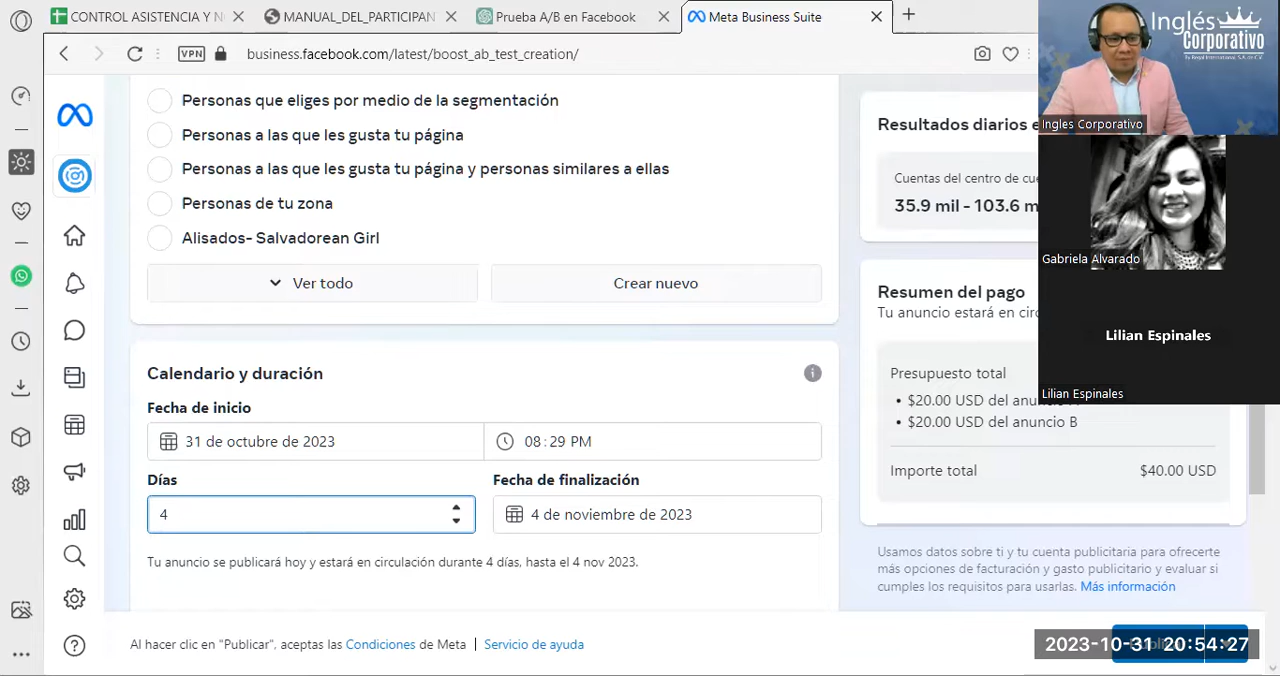 CONTROL ASISTENCIA Y N
MANUAL_DEL_PARTICIPAN
Prueba A/B en Facebook
Meta Business Suite
VPN
business.facebook.com/latest/boost_ab_test_creation/
Inglés
Corporativo
Ingles Corporativo
Gabriela Alvarado
Lilian Espinales
Lilian Espinales
Personas que eliges por medio de la segmentación
Personas a las que les gusta tu página
Personas a las que les gusta tu página y personas similares a ellas
Personas de tu zona
Alisados- Salvadorean Girl
Ver todo
Crear nuevo
Calendario y duración
Fecha de inicio
31 de octubre de 2023
08:29 PM
Días
Fecha de finalización
4
4 de noviembre de 2023
Tu anuncio se publicará hoy y estará en circulación durante 4 días, hasta el 4 nov 2023.
Resultados diarios e
Cuentas del centro de cue
35.9 mil - 103.6 m
Resumen del pago
Tu anuncio estará en circ
Presupuesto total
• $20.00 USD del anuncio
• $20.00 USD del anuncio B
Importe total
$40.00 USD
Usamos datos sobre ti y tu cuenta publicitaria para ofrecerte
más opciones de facturación y gasto publicitario y evaluar si
cumples los requisitos para usarlas. Más información
Al hacer clic en "Publicar", aceptas las Condiciones de Meta
Servicio de ayuda
2023-10-31 20:54:27